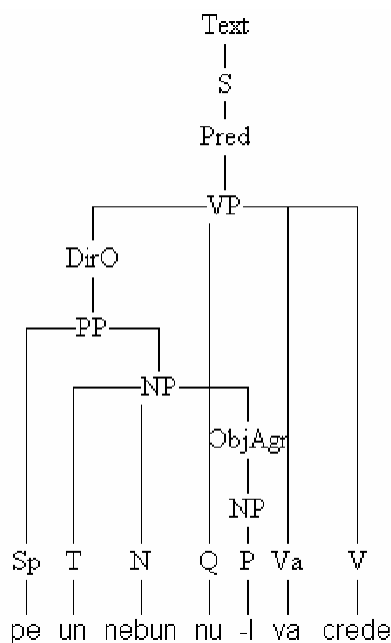 Text
S
Pred
VP
DirO
PP
NP
ObjAgr
NP
Sp T N Q P Va V
pe un nebun nu -l va crede